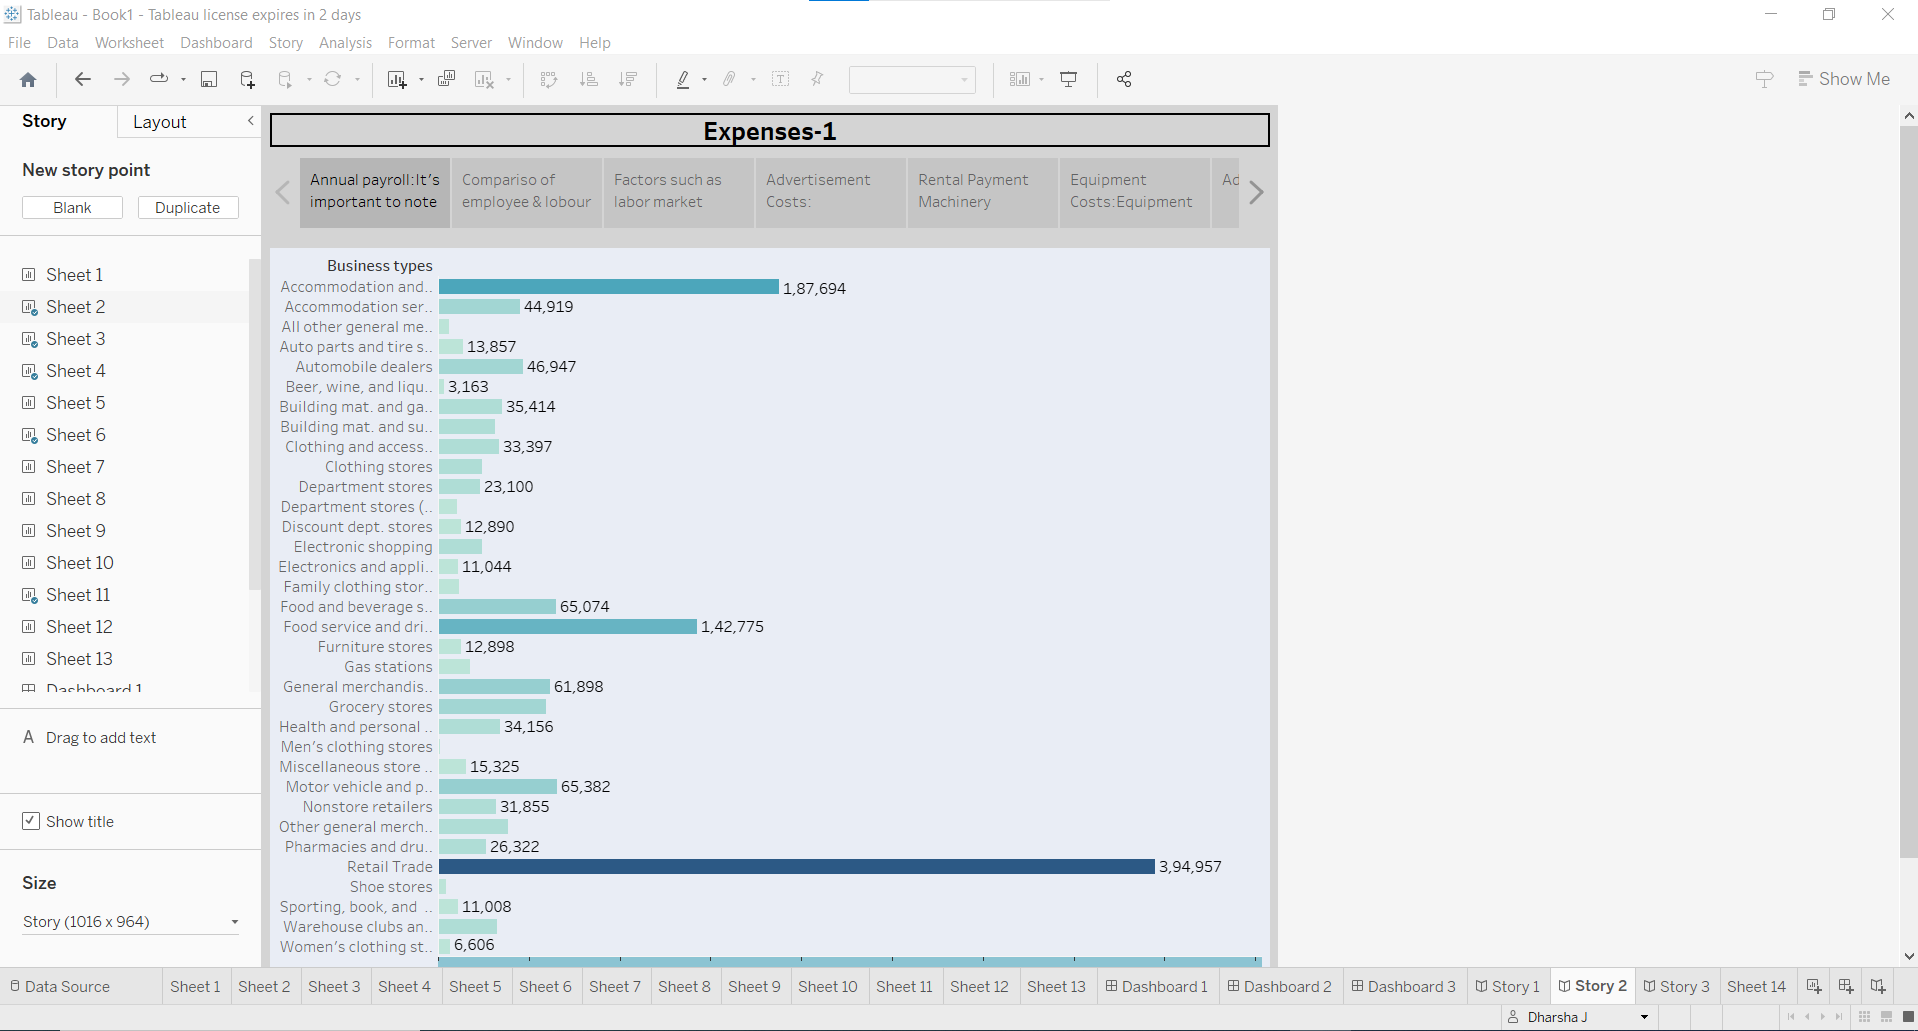 Tableau - Book1 - Tableau license expires in 2 days
File Data Worksheet Dashboard Story Analysis Format Server Window Help
Show Me
Story Layout
New story point
Blank Duplicate
Sheet 1
Sheet 2
Sheet 3
Sheet 4
Sheet 5
Sheet 6
Sheet 7
Sheet 8
Sheet 9
Sheet 10
Sheet 11
Sheet 12
Sheet 13
Dashboard 1
A Drag to add text
Show title
Size
Story (1016 x 964)
Expenses-1
Annual payroll:It's
important to note
Compariso of
employee & lobour
Factors such as
labor market
Advertisement
Costs:
Rental Payment
Machinery
Equipment
Costs:Equipment
Ad
Business types
Accommodation and.. 1,87,694
Accommodation ser.. 44,919
All other general me..
Auto parts and tire s.. 13,857
Automobile dealers 46,947
Beer, wine, and liqu.. 3,163
Building mat. and ga.. 35,414
Building mat. and su..
Clothing and access.. 33,397
Clothing stores
Department stores 23,100
Department stores (..
Discount dept. stores 12,890
Electronic shopping
Electronics and appli.. 11,044
Family clothing stor..
Food and beverage s.. 65,074
Food service and dri.. 1,42,775
Furniture stores 12,898
Gas stations
General merchandis.. 61,898
Grocery stores
Health and personal .. 34,156
Men's clothing stores
Miscellaneous store .. 15,325
Motor vehicle and p.. 65,382
Nonstore retailers 31,855
Other general merch..
Pharmacies and dru.. 26,322
Retail Trade 3,94,957
Shoe stores
Sporting, book, and .. 11,008
Warehouse clubs an..
Women's clothing st.. 6,606
Data Source Sheet 1 Sheet 2 Sheet 3 Sheet 4 Sheet 5 Sheet 6 Sheet 7 Sheet 8 Sheet 9 Sheet 10 Sheet 11 Sheet 12 Sheet 13 Dashboard 1 Dashboard 2 Dashboard 3 Story 1 Story 2 Story 3 Sheet 14
Dharsha J